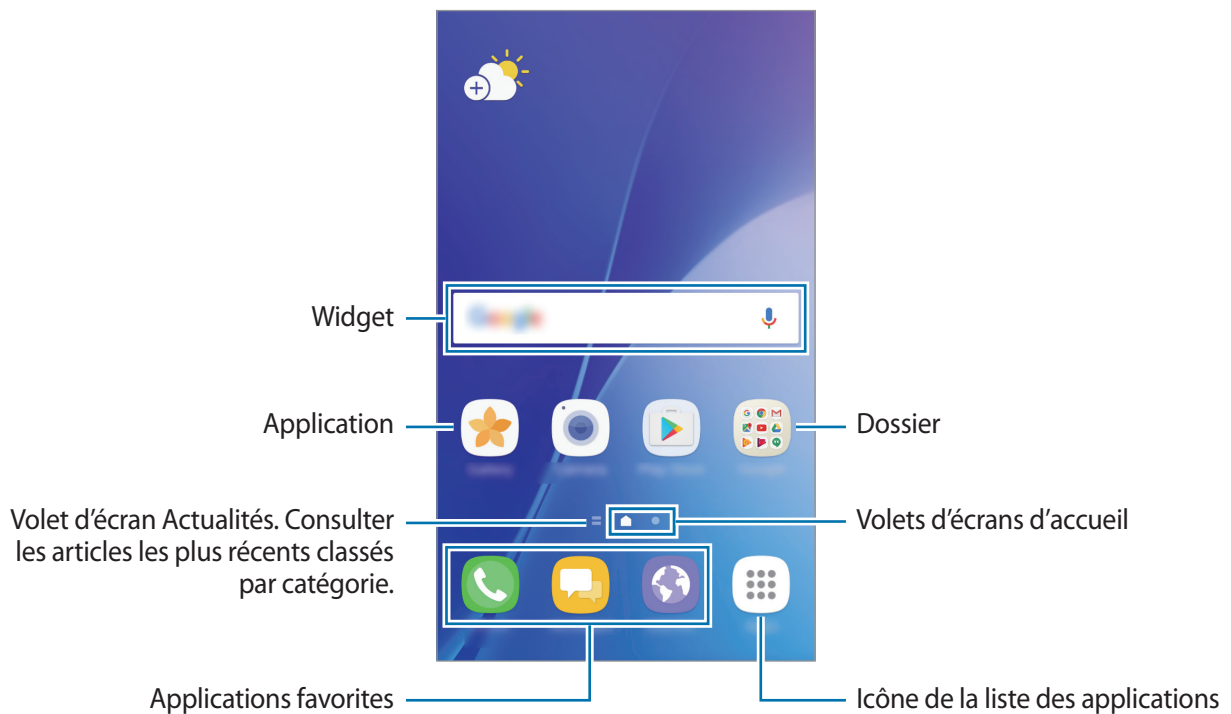 Widget
Application
Dossier
Volet d'écran Actualités. Consulter
les articles les plus récents classés
par catégorie.
Volets d'écrans d'accueil
Applications favorites
Icône de la liste des applications